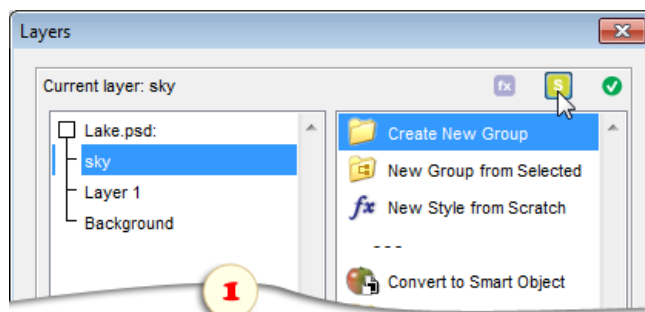 Layers
Current layer: sky
fx
S
Lake.psd:
sky
Layer 1
Background
Create New Group
New Group from Selected
fx New Style from Scratch
---
Convert to Smart Object
1